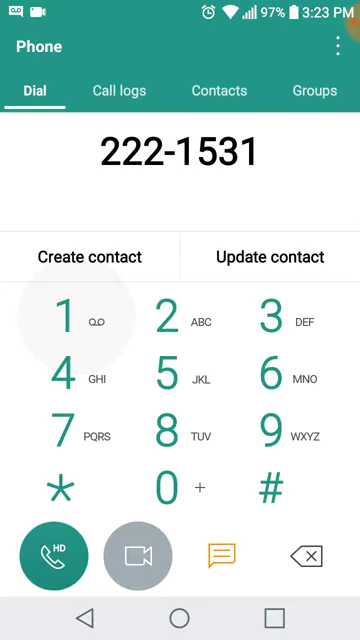 97% 3:23 PM
Phone
Dial Call logs Contacts Groups
222-1531
Create contact Update contact
1 2 ABC 3 DEF
4 GHI 5 JKL 6 MNO
7 PQRS 8 TUV 9 WXYZ
* 0 + #
HD